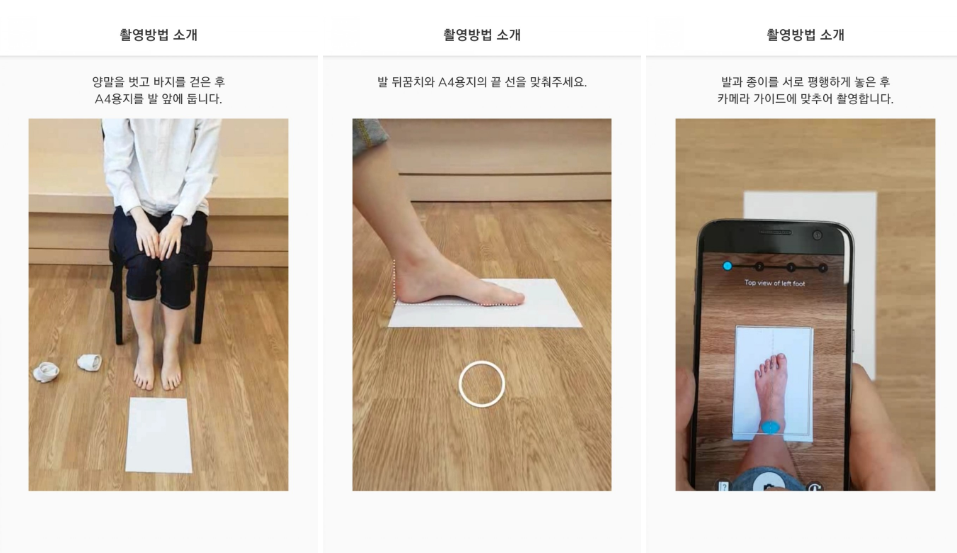 촬영방법 소개
양말을 벗고 바지를 걷은 후
A4용지를 발 앞에 둡니다.
촬영방법 소개
발 뒤꿈치와 A4용지의 끝 선을 맞춰주세요.
촬영방법 소개
발과 종이를 서로 평행하게 놓은 후
카메라 가이드에 맞추어 촬영합니다.
Top view of left foot